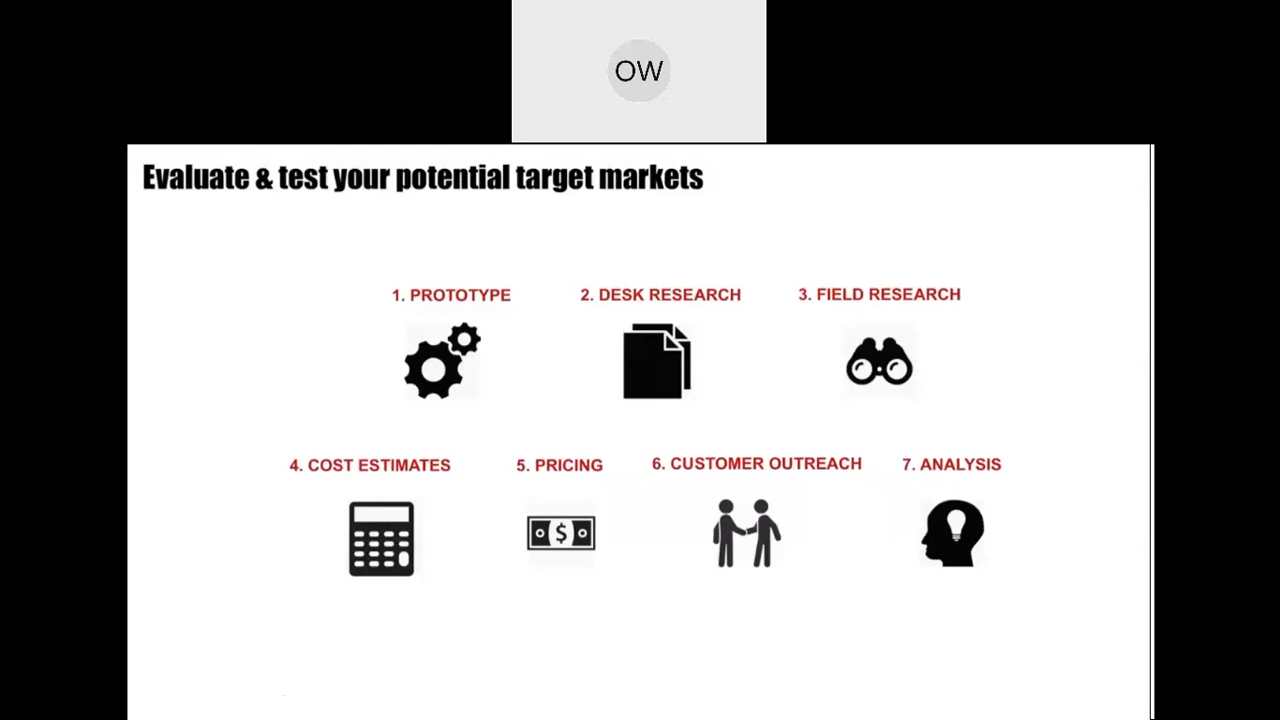 OW
Evaluate & test your potential target markets
1. PROTOTYPE
2. DESK RESEARCH
3. FIELD RESEARCH
4. COST ESTIMATES
5. PRICING
6. CUSTOMER OUTREACH
7. ANALYSIS
$